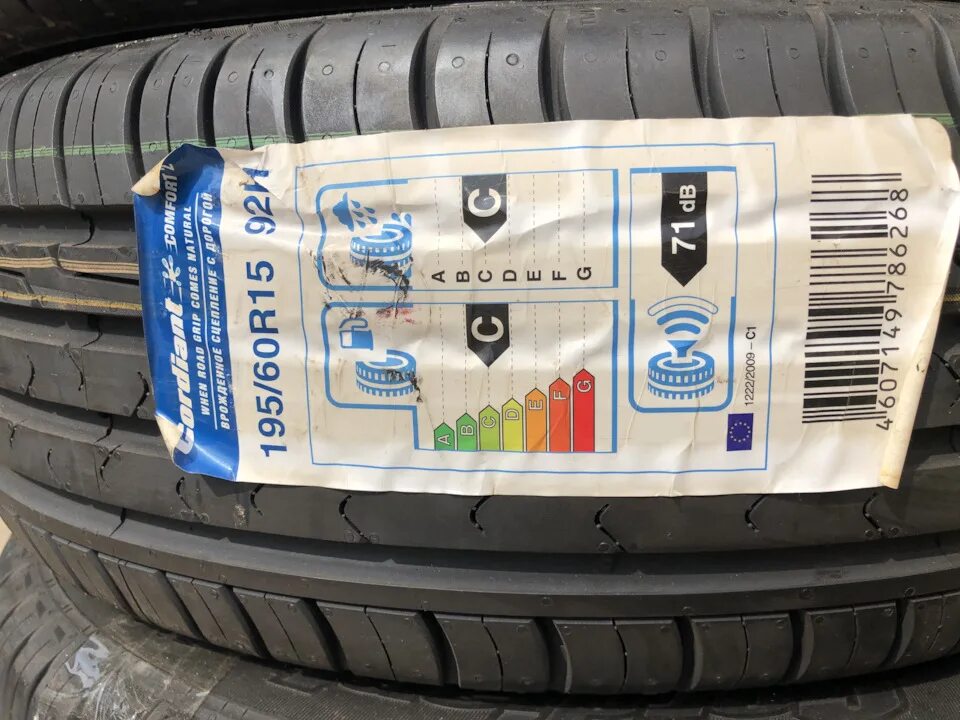 Cordiant COMFORT 2
WHEN ROAD GRIP COMES NATURAL
ВРОЖДЕННОЕ СЦЕПЛЕНИЕ С ДОРОГОЙ
195/60R15 92H
C
A
B
C
D
E
F
G
C
A
B
C
D
E
F
G
71 dB
1222/2009 - C1
4607149786268